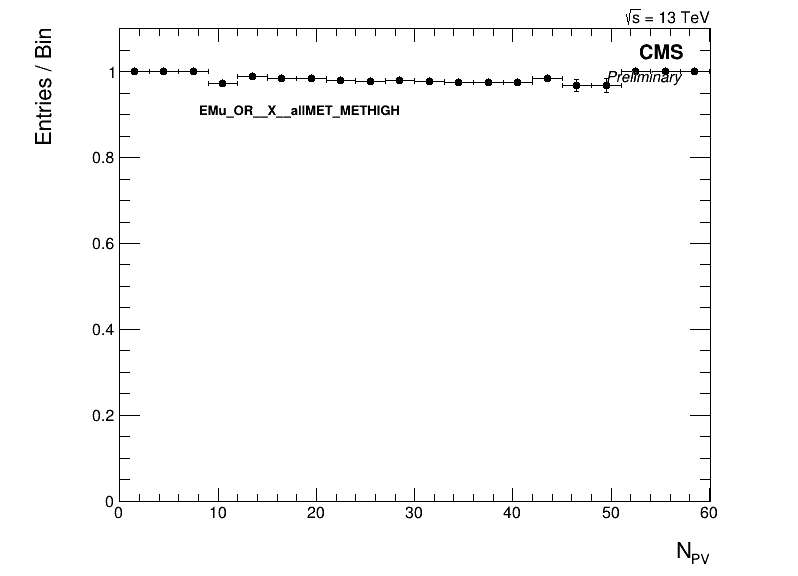 √s = 13 TeV
CMS
Preliminary
EMu_OR__X__allMET_METHIGH
Entries / Bin
1
0.8
0.6
0.4
0.2
0
0 10 20 30 40 50 60
N_PV